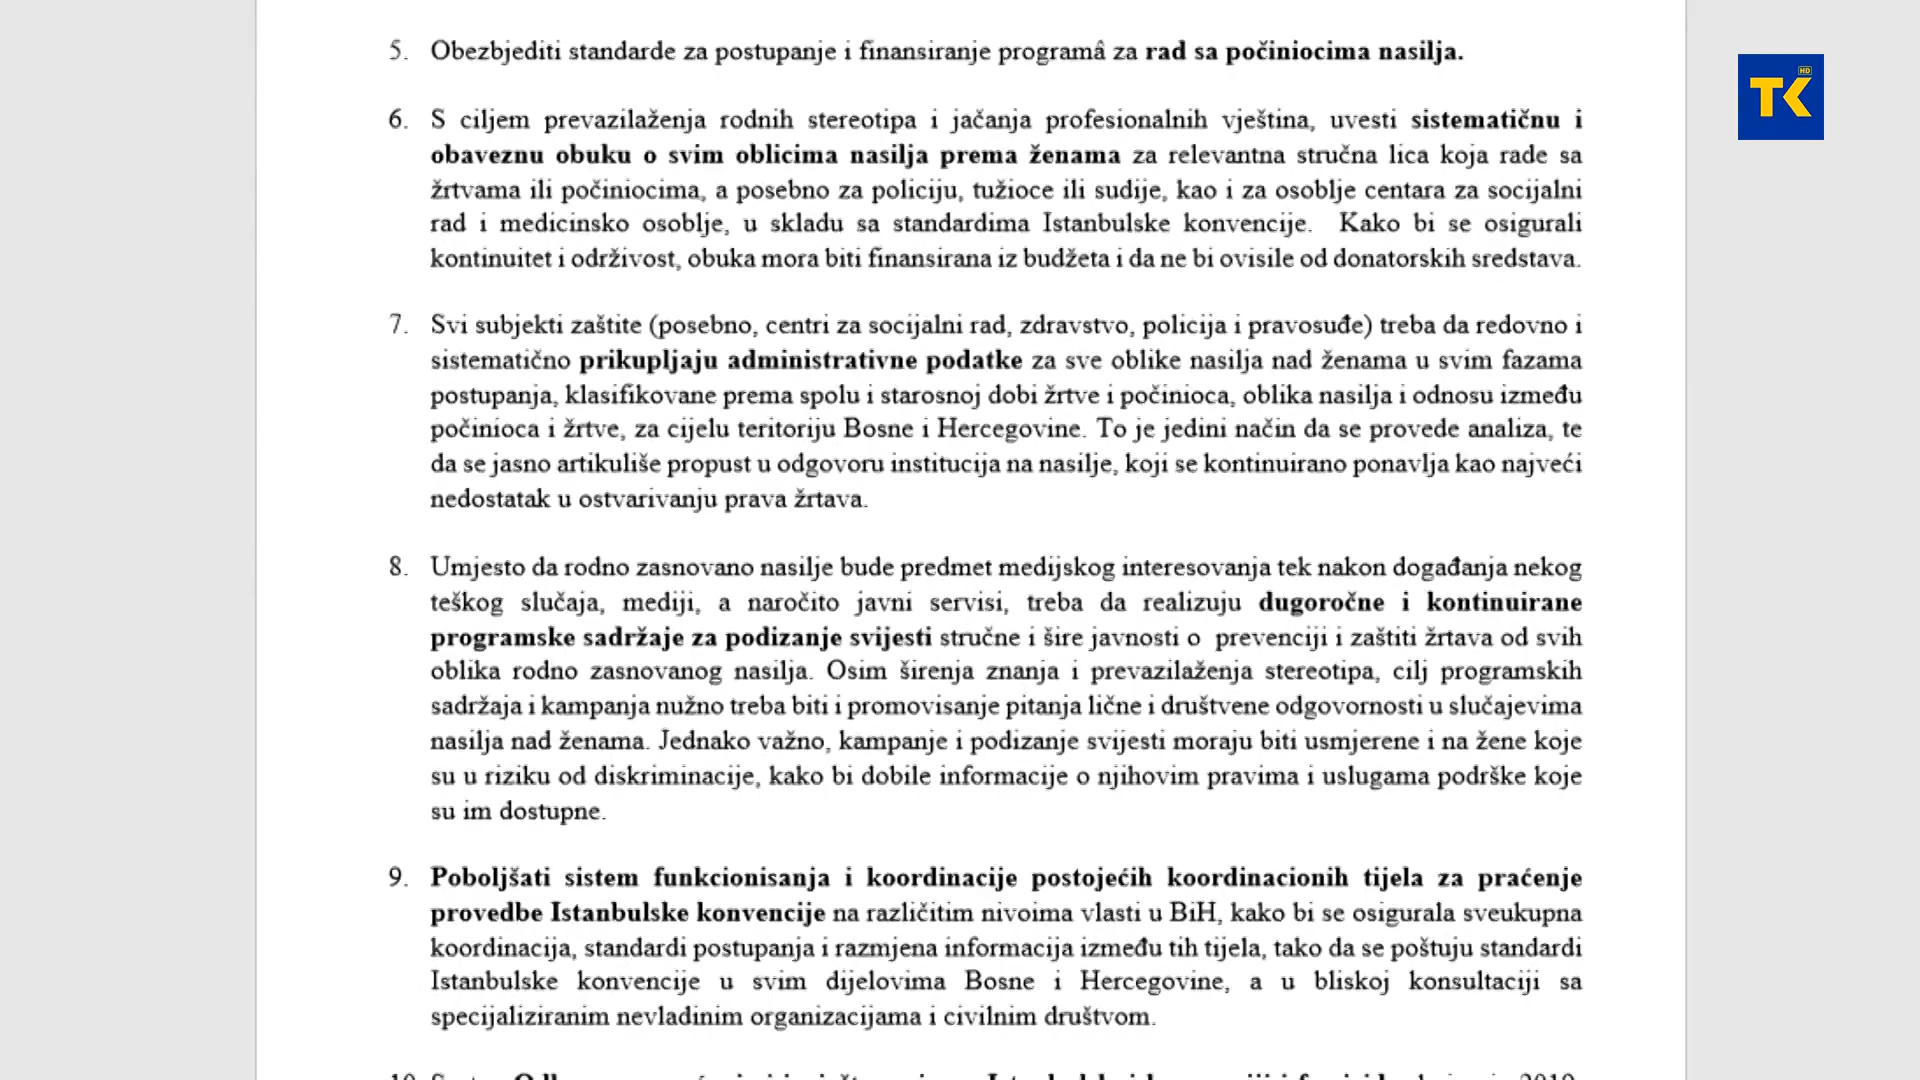 5. Obezbjediti standarde za postupanje i finansiranje programâ za rad sa počiniocima nasilja.
6. S ciljem prevazilaženja rodnih stereotipa i jačanja profesionalnih vještina, uvesti sistematičnu i
obaveznu obuku o svim oblicima nasilja prema ženama za relevantna stručna lica koja rade sa
žrtvama ili počiniocima, a posebno za policiju, tužioce ili sudije, kao i za osoblje centara za socijalni
rad i medicinsko osoblje, u skladu sa standardima Istanbulske konvencije. Kako bi se osigurali
kontinuitet i održivost, obuka mora biti finansirana iz budžeta i da ne bi ovisile od donatorskih sredstava.
7. Svi subjekti zaštite (posebno, centri za socijalni rad, zdravstvo, policija i pravosuđe) treba da redovno i
sistematično prikupljaju administrativne podatke za sve oblike nasilja nad ženama u svim fazama
postupanja, klasifikovane prema spolu i starosnoj dobi žrtve i počinioca, oblika nasilja i odnosu između
počinioca i žrtve, za cijelu teritoriju Bosne i Hercegovine. To je jedini način da se provede analiza, te
da se jasno artikuliše propust u odgovoru institucija na nasilje, koji se kontinuirano ponavlja kao najveći
nedostatak u ostvarivanju prava žrtava.
8. Umjesto da rodno zasnovano nasilje bude predmet medijskog interesovanja tek nakon događanja nekog
teškog slučaja, mediji, a naročito javni servisi, treba da realizuju dugoročne i kontinuirane
programske sadržaje za podizanje svijesti stručne i šire javnosti o prevenciji i zaštiti žrtava od svih
oblika rodno zasnovanog nasilja. Osim širenja znanja i prevazilaženja stereotipa, cilj programskih
sadržaja i kampanja nužno treba biti i promovisanje pitanja lične i društvene odgovornosti u slučajevima
nasilja nad ženama. Jednako važno, kampanje i podizanje svijesti moraju biti usmjerene i na žene koje
su u riziku od diskriminacije, kako bi dobile informacije o njihovim pravima i uslugama podrške koje
su im dostupne.
9. Poboljšati sistem funkcionisanja i koordinacije postojećih koordinacionih tijela za praćenje
provedbe Istanbulske konvencije na različitim nivoima vlasti u BiH, kako bi se osigurala sveukupna
koordinacija, standardi postupanja i razmjena informacija između tih tijela, tako da se poštuju standardi
Istanbulske konvencije u svim dijelovima Bosne i Hercegovine, a u bliskoj konsultaciji sa
specijaliziranim nevladinim organizacijama i civilnim društvom.
TK HD